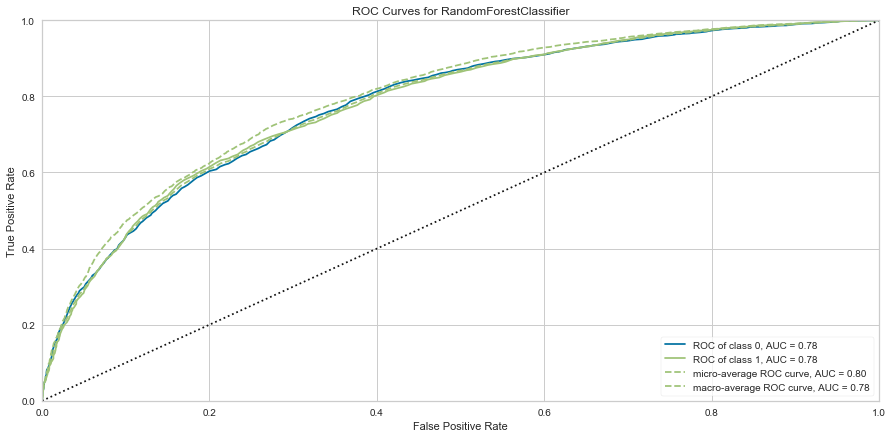 ROC Curves for RandomForestClassifier
1.0
0.8
0.6
0.4
0.2
0.0
True Positive Rate
ROC of class 0, AUC = 0.78
ROC of class 1, AUC = 0.78
micro-average ROC curve, AUC = 0.80
macro-average ROC curve, AUC = 0.78
0.0 0.2 0.4 0.6 0.8 1.0
False Positive Rate